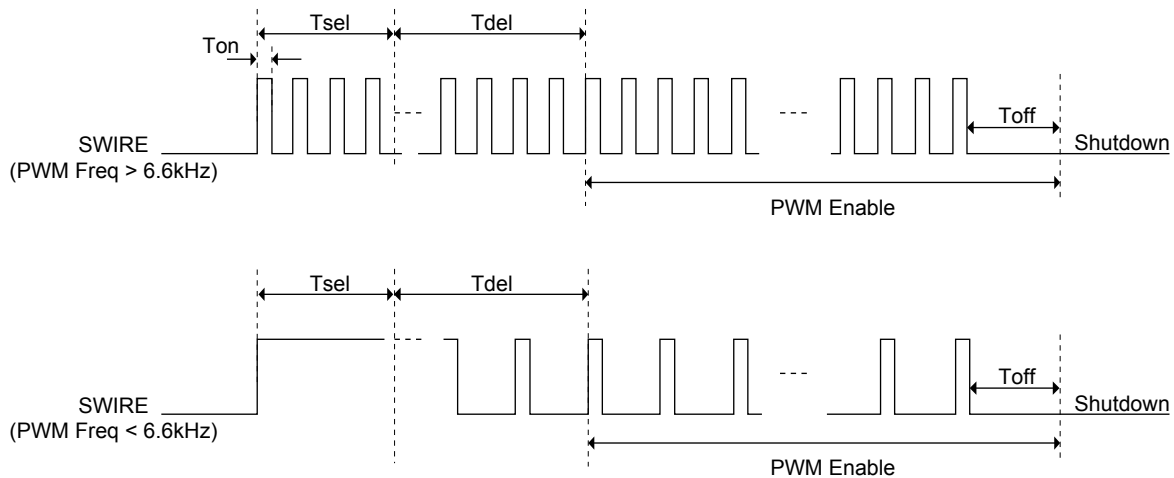 Tsel
Tdel
Ton
Toff
SWIRE
(PWM Freq > 6.6kHz)
Shutdown
PWM Enable
Tsel
Tdel
Toff
SWIRE
(PWM Freq < 6.6kHz)
Shutdown
PWM Enable